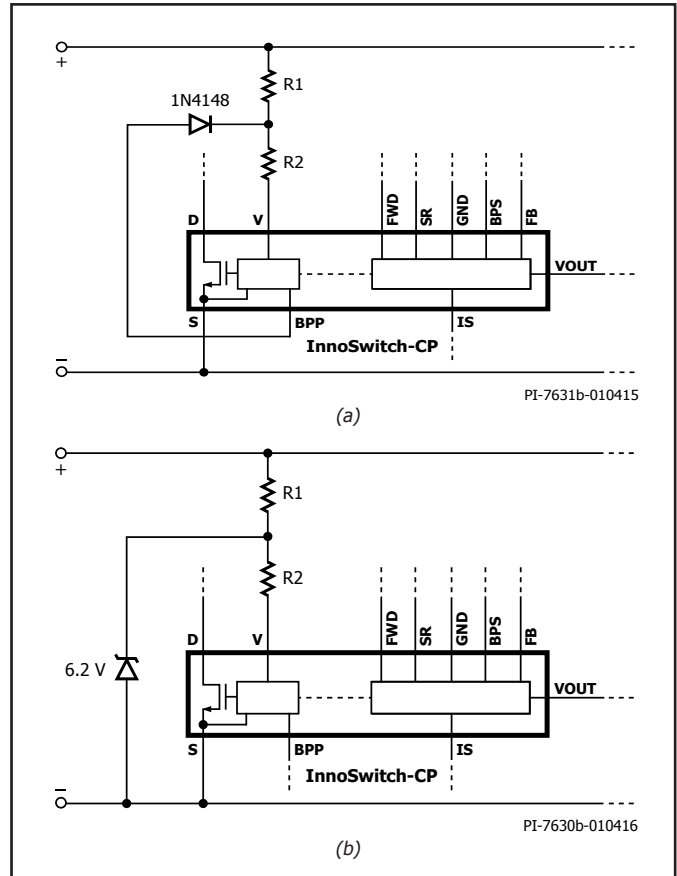 +
R1
1N4148
R2
D
V
FWD
SR
GND
BPS
FB
VOUT
S
BPP
IS
InnoSwitch-CP
–
PI-7631b-010415
(a)
+
R1
R2
D
V
FWD
SR
GND
BPS
FB
6.2 V
VOUT
S
BPP
IS
InnoSwitch-CP
–
PI-7630b-010416
(b)